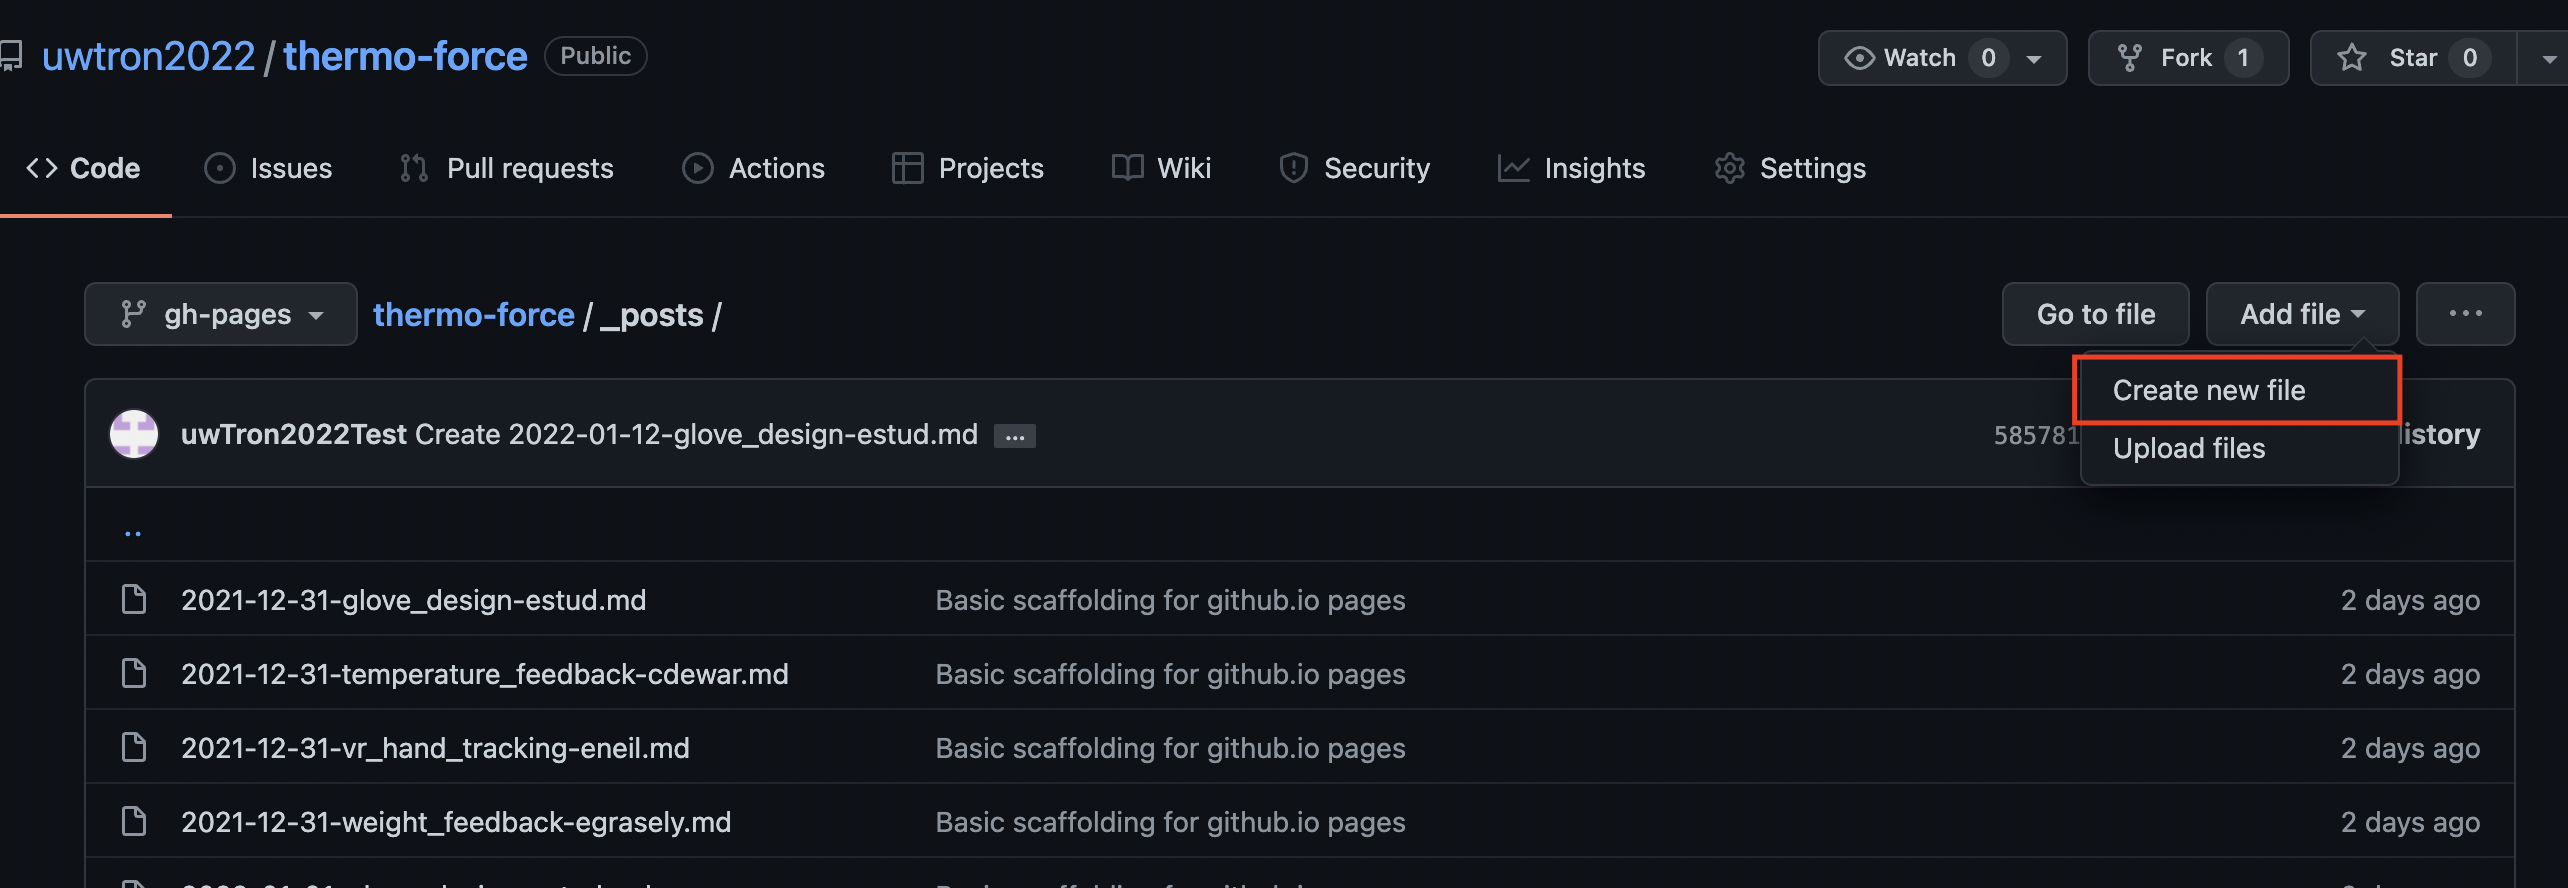 uwtron2022 / thermo-force Public Watch 0 Fork 1 Star 0
Code Issues Pull requests Actions Projects Wiki Security Insights Settings
gh-pages thermo-force / _posts / Go to file Add file ...
Create new file
uwTron2022Test Create 2022-01-12-glove_design-estud.md ... 585781 istory
Upload files
..
2021-12-31-glove_design-estud.md Basic scaffolding for github.io pages 2 days ago
2021-12-31-temperature_feedback-cdewar.md Basic scaffolding for github.io pages 2 days ago
2021-12-31-vr_hand_tracking-eneil.md Basic scaffolding for github.io pages 2 days ago
2021-12-31-weight_feedback-egrasely.md Basic scaffolding for github.io pages 2 days ago